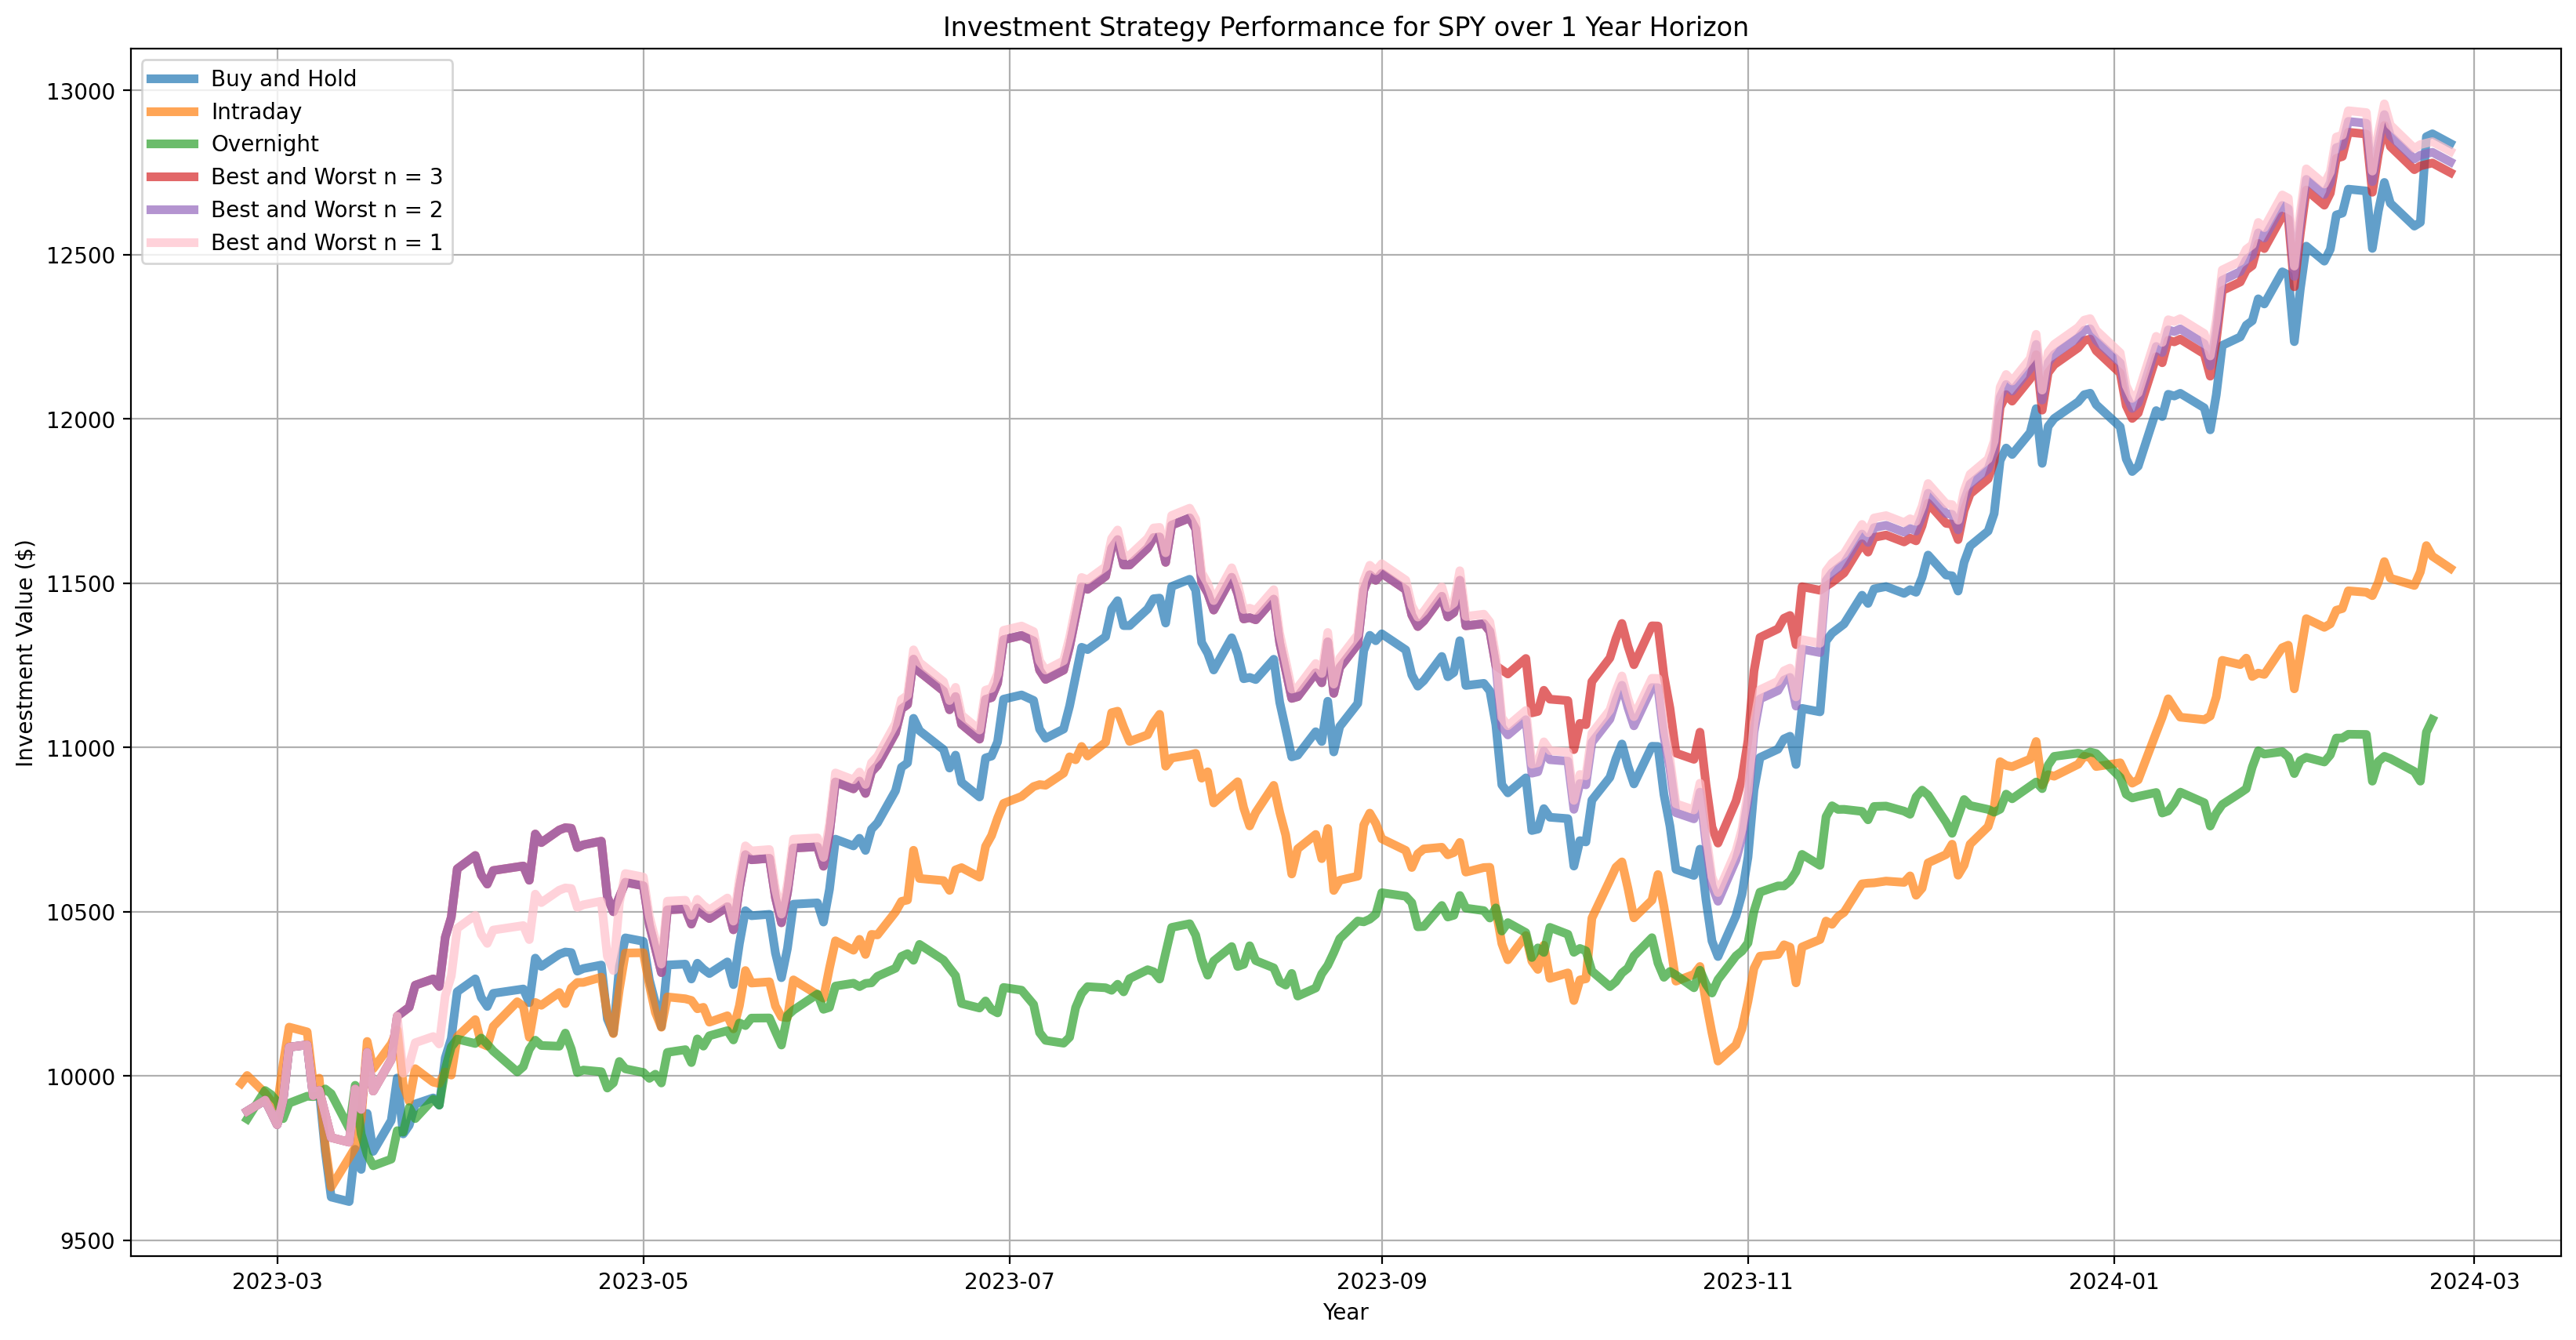 Investment Strategy Performance for SPY over 1 Year Horizon
Buy and Hold
Intraday
Overnight
Best and Worst n = 3
Best and Worst n = 2
Best and Worst n = 1
Investment Value ($)
13000
12500
12000
11500
11000
10500
10000
9500
2023-03
2023-05
2023-07
2023-09
2023-11
2024-01
2024-03
Year